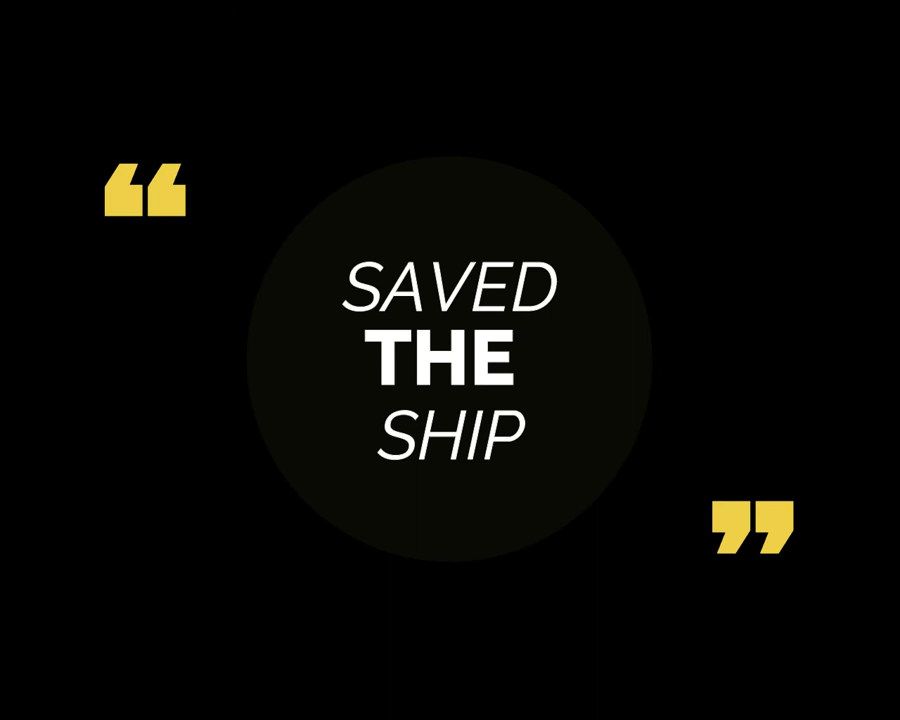 “
SAVED
THE
SHIP
”